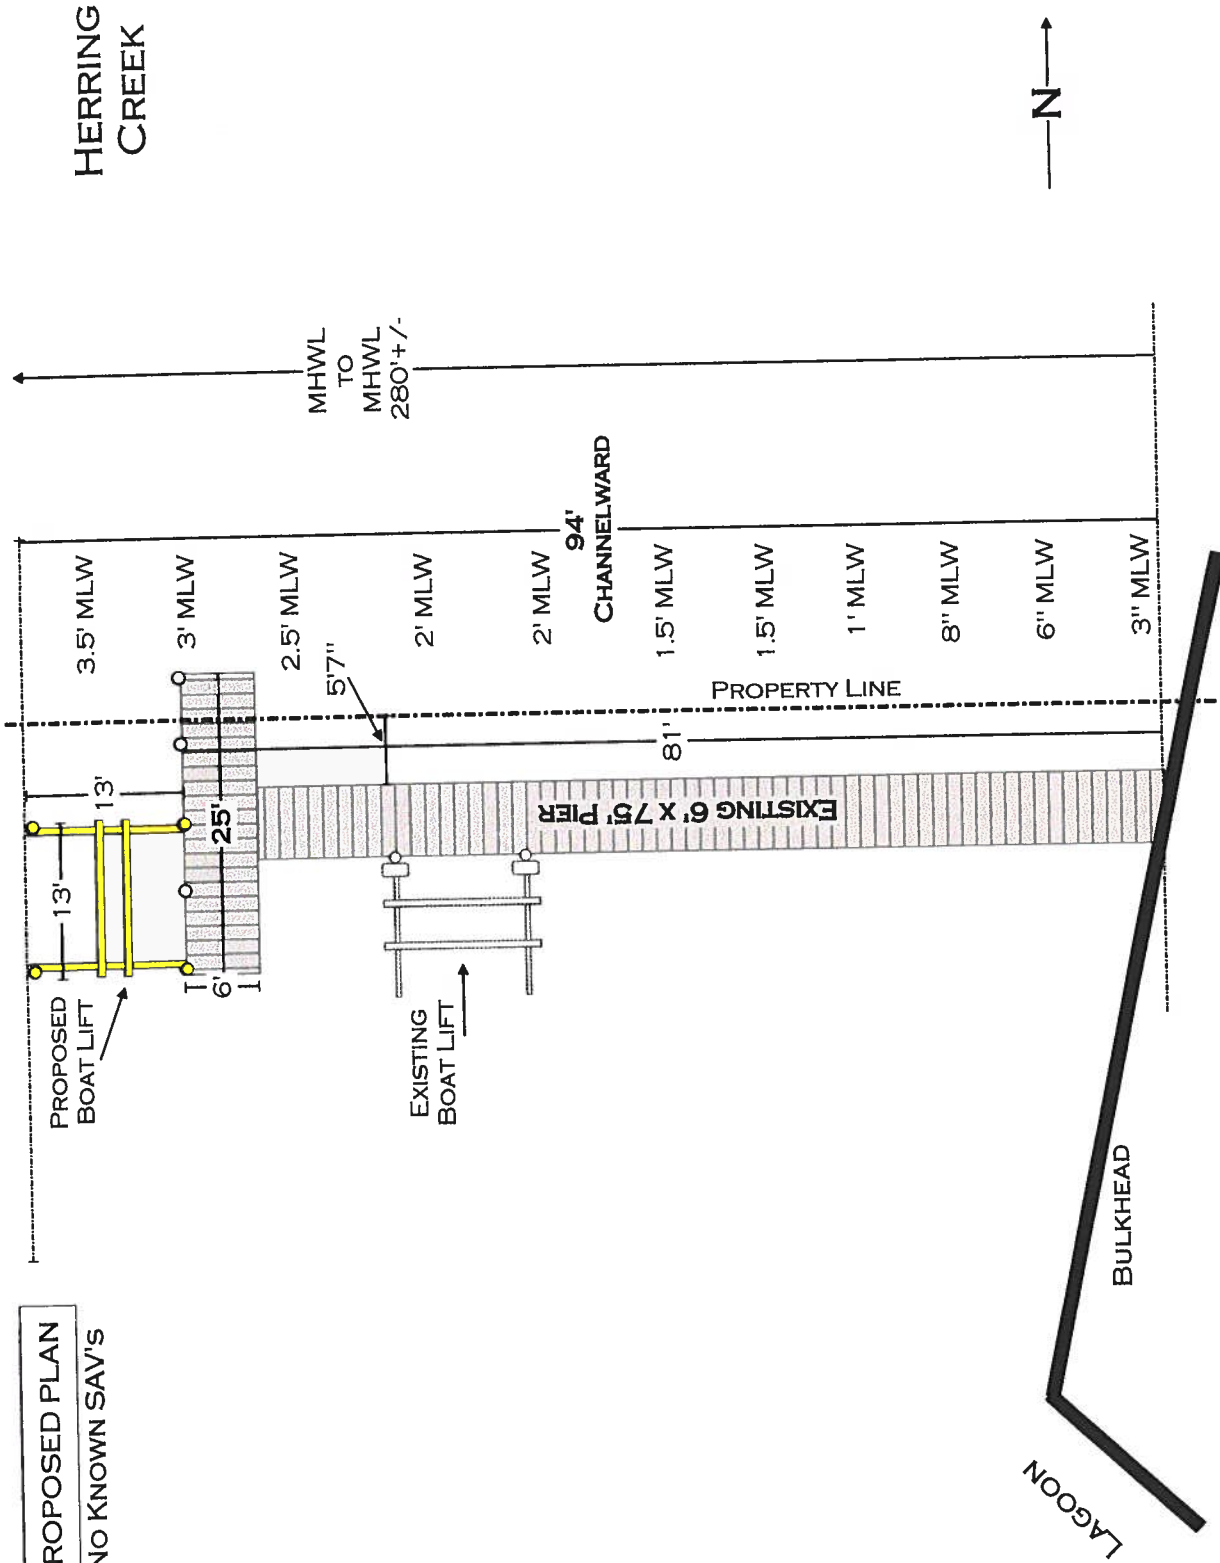 ROPOSED PLAN
NO KNOWN SAV'S
HERRING
CREEK
N
MHWL
TO
MHWL
280'+/-
94'
CHANNELWARD
3.5' MLW
3' MLW
2.5' MLW
2' MLW
2' MLW
1.5' MLW
1.5' MLW
1' MLW
8" MLW
6" MLW
3" MLW
5'7"
PROPERTY LINE
81'
13'
13'
25'
6'
PROPOSED
BOAT LIFT
EXISTING
BOAT LIFT
EXISTING 6' X 75' PIER
BULKHEAD
LAGOON